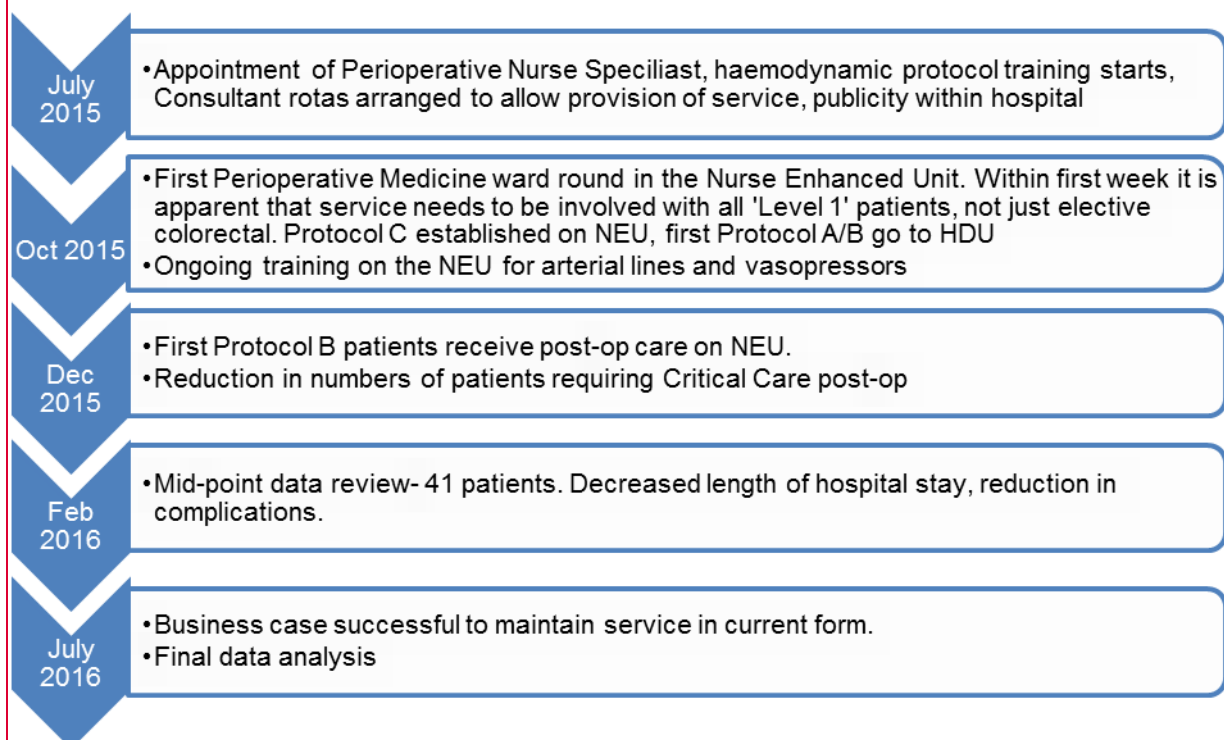 July
2015
•Appointment of Perioperative Nurse Speciliast, haemodynamic protocol training starts,
Consultant rotas arranged to allow provision of service, publicity within hospital
Oct 2015
•First Perioperative Medicine ward round in the Nurse Enhanced Unit. Within first week it is
apparent that service needs to be involved with all 'Level 1' patients, not just elective
colorectal. Protocol C established on NEU, first Protocol A/B go to HDU
•Ongoing training on the NEU for arterial lines and vasopressors
Dec
2015
•First Protocol B patients receive post-op care on NEU.
•Reduction in numbers of patients requiring Critical Care post-op
Feb
2016
•Mid-point data review- 41 patients. Decreased length of hospital stay, reduction in
complications.
July
2016
•Business case successful to maintain service in current form.
•Final data analysis